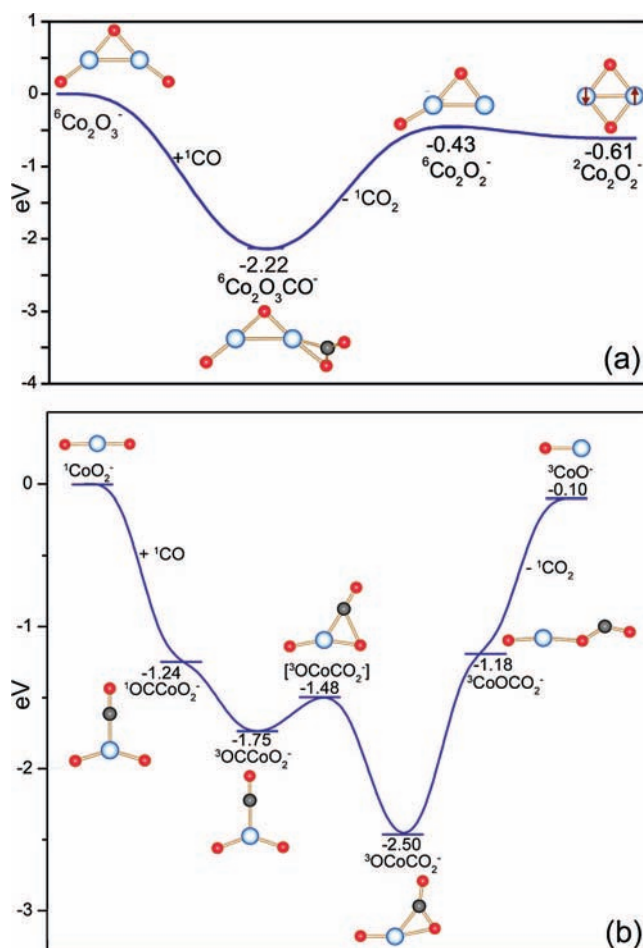 1
0
-1
-2
-3
-4
eV
⁶Co₂O₃⁻
+¹CO
-2.22
⁶Co₂O₃CO⁻
- ¹CO₂
-0.43
⁶Co₂O₂⁻
-0.61
²Co₂O₂⁻
(a)
0
-1
-2
-3
eV
¹CoO₂⁻
+ ¹CO
-1.24
¹OCCoO₂⁻
-1.75
³OCCoO₂⁻
[³OCoCO₂⁻]
-1.48
-2.50
³OCoCO₂⁻
-1.18
³CoOCO₂⁻
- ¹CO₂
³CoO⁻
-0.10
(b)